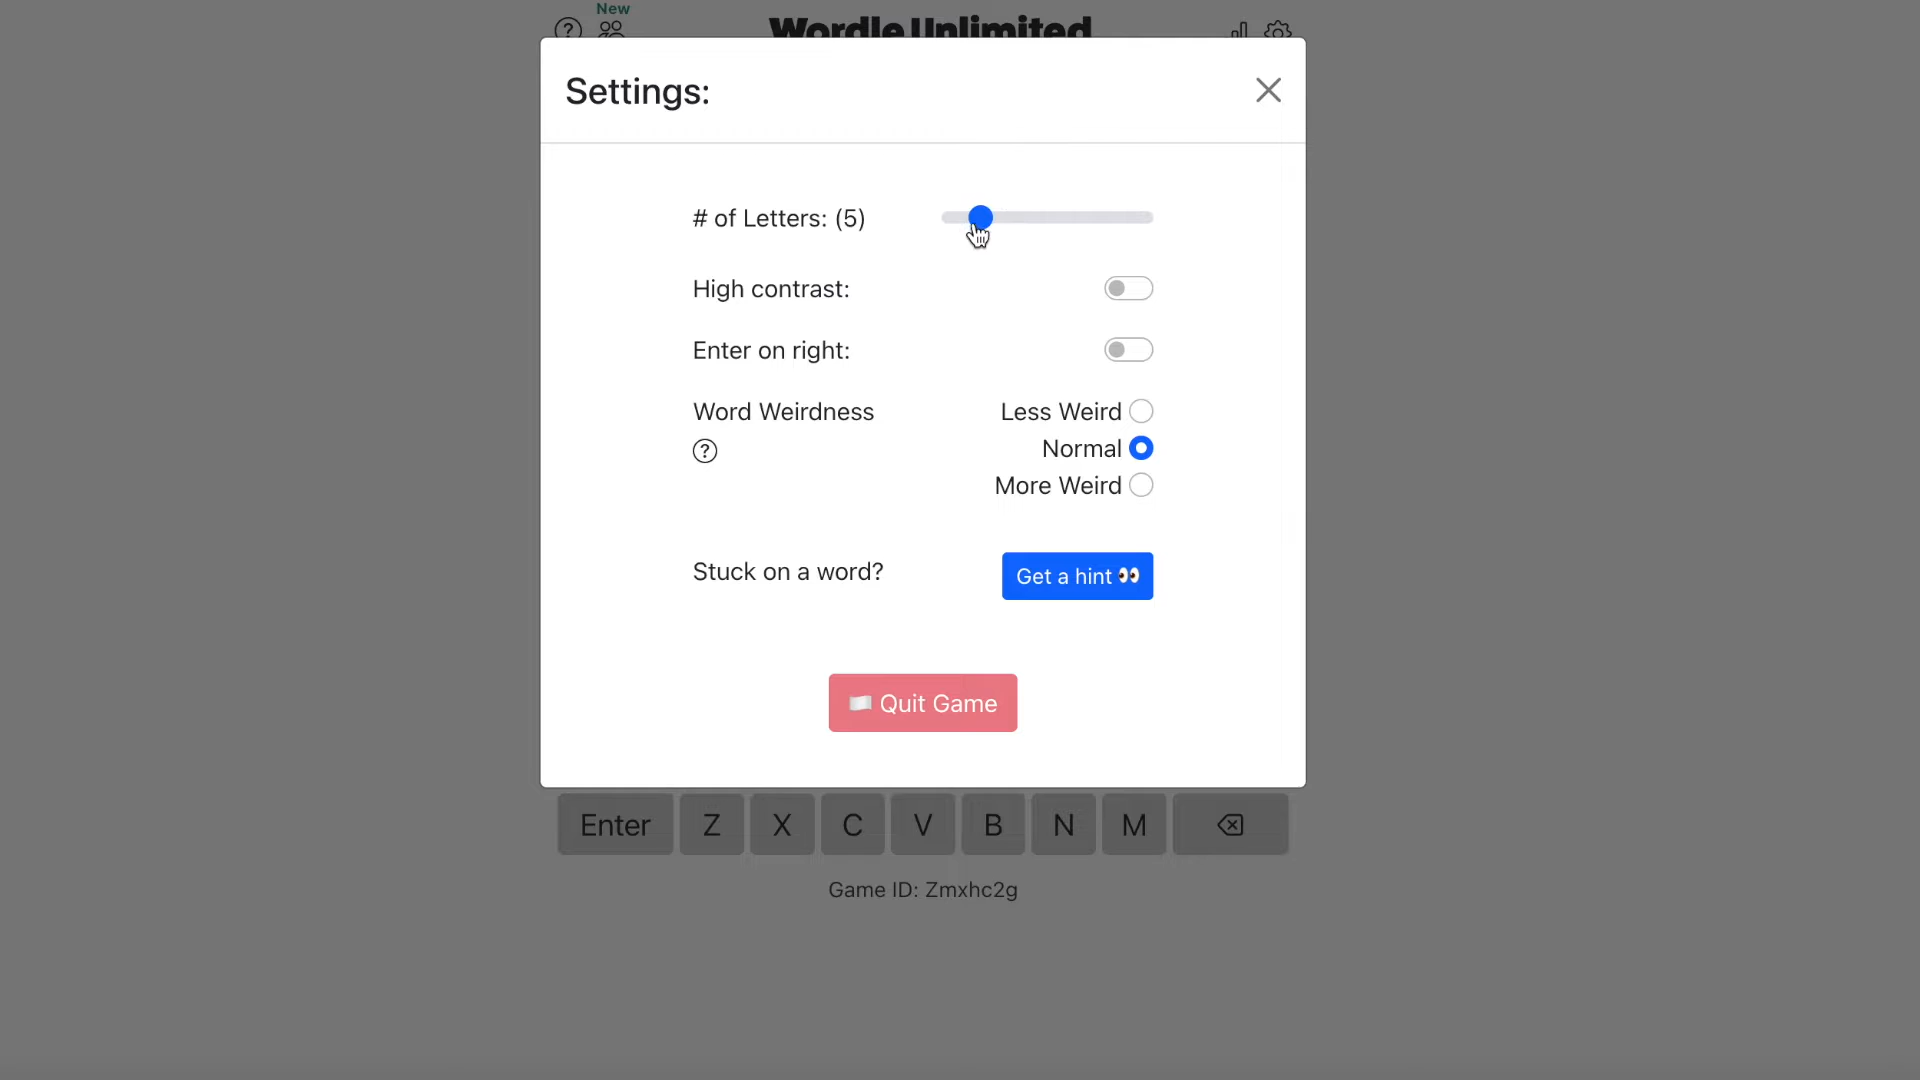 New
Wordle Unlimited
Settings:
# of Letters: (5)
High contrast:
Enter on right:
Word Weirdness
Less Weird
Normal
More Weird
Stuck on a word?
Get a hint 👀
🏳️ Quit Game
Enter Z X C V B N M
Game ID: Zmxhc2g